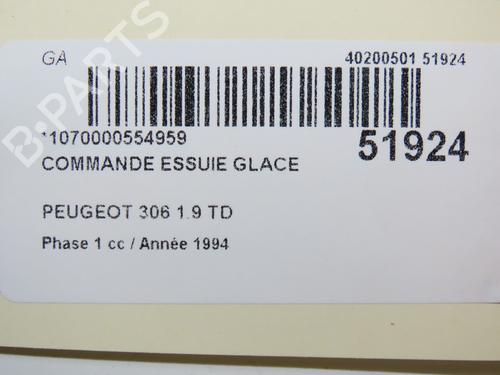 GA 40200501 51924
*1070000554959 51924
COMMANDE ESSUIE GLACE
PEUGEOT 306 1.9 TD
Phase 1 cc / Année 1994
B-PARTS